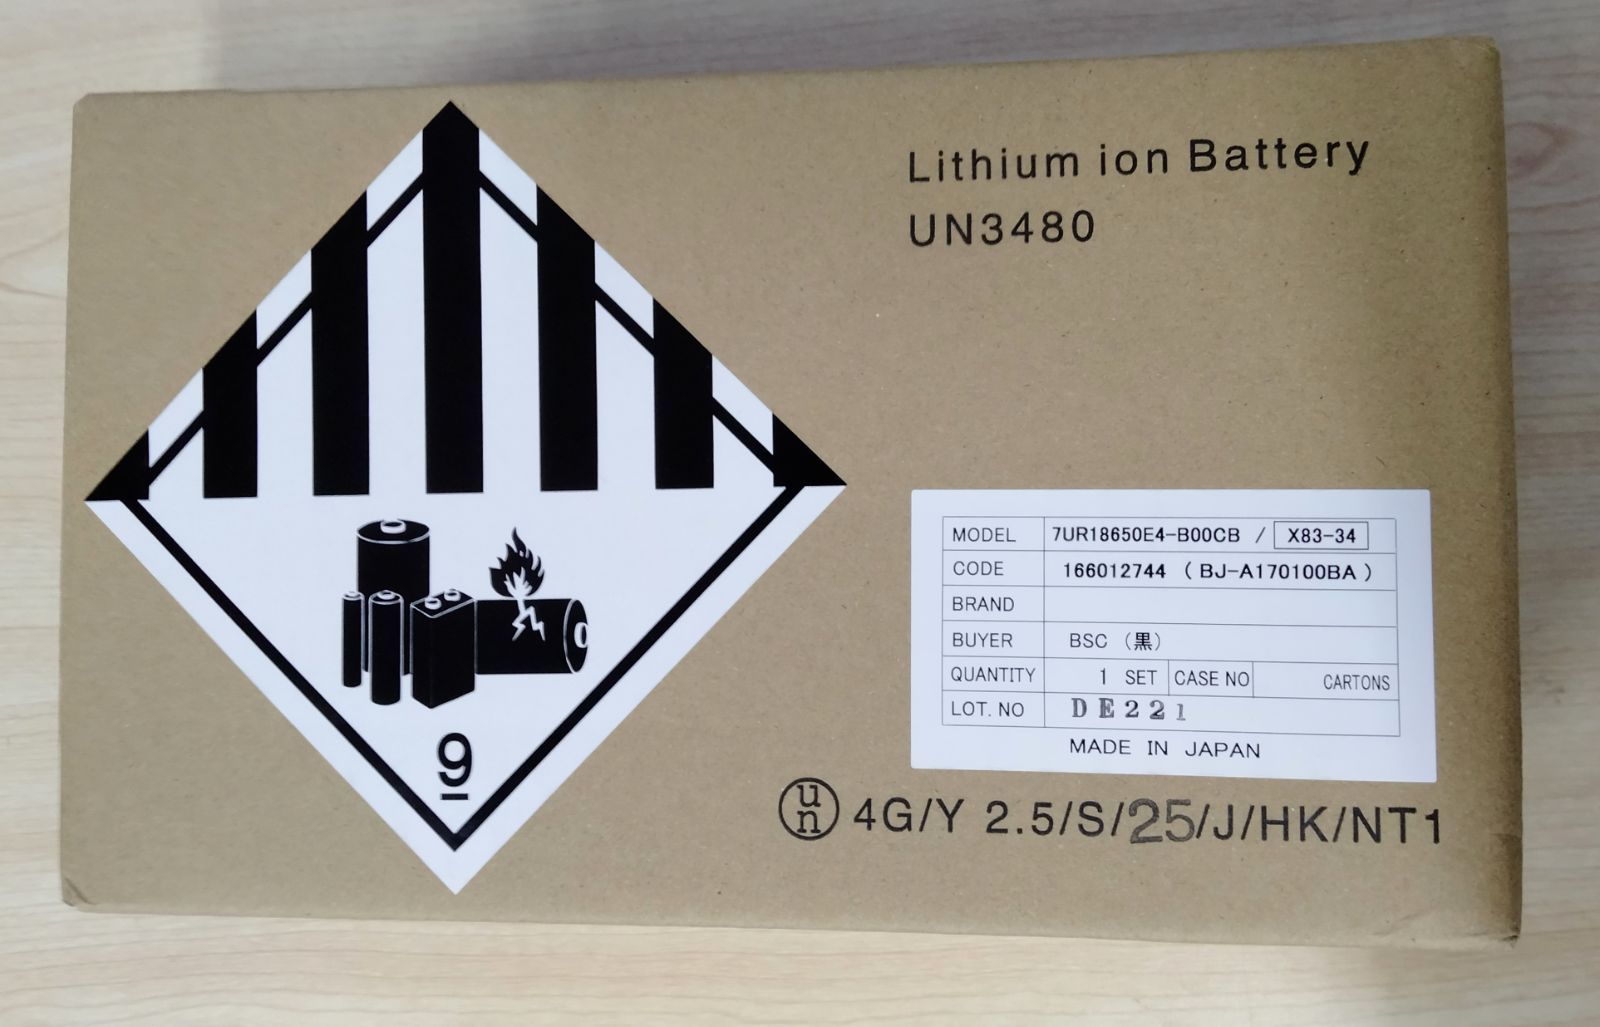 Lithium ion Battery
UN3480
MODEL 7UR18650E4-B00CB / X83-34
CODE 166012744 ( BJ-A170100BA )
BRAND
BUYER BSC (黒)
QUANTITY 1 SET CASE NO CARTONS
LOT. NO DE221
MADE IN JAPAN
9
un 4G/Y 2.5/S/25/J/HK/NT1